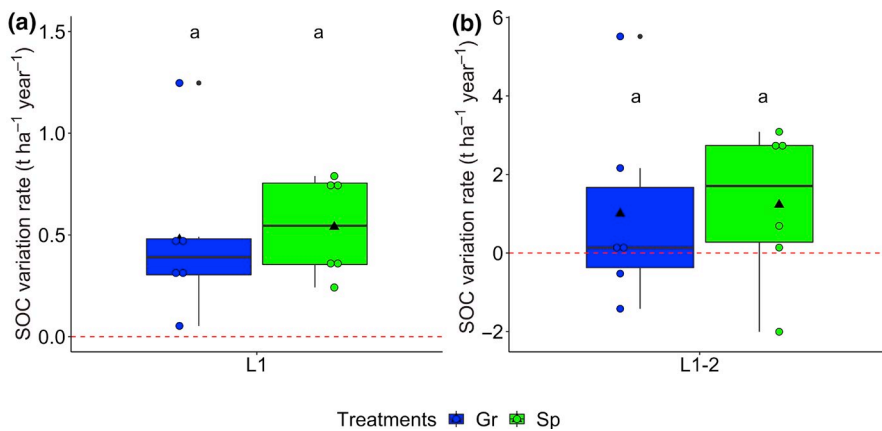 (a)
SOC variation rate (t ha⁻¹ year⁻¹)
1.5
1.0
0.5
0.0
a a
L1
(b)
SOC variation rate (t ha⁻¹ year⁻¹)
6
4
2
0
−2
a a
L1-2
Treatments Gr Sp